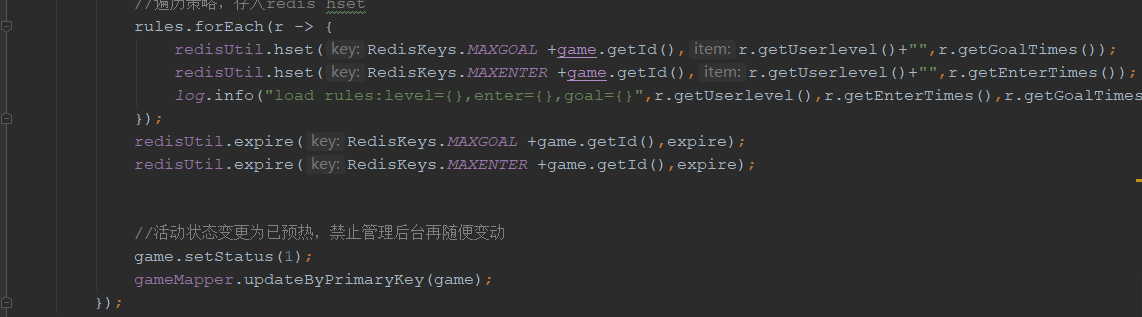 //遍历策略，存入redis hset
rules.forEach(r -> {
redisUtil.hset( key: RedisKeys.MAXGOAL +game.getId(), item: r.getUserlevel()+"",r.getGoalTimes());
redisUtil.hset( key: RedisKeys.MAXENTER +game.getId(), item: r.getUserlevel()+"",r.getEnterTimes());
log.info("load rules:level={},enter={},goal={}",r.getUserlevel(),r.getEnterTimes(),r.getGoalTimes
});
redisUtil.expire( key: RedisKeys.MAXGOAL +game.getId(),expire);
redisUtil.expire( key: RedisKeys.MAXENTER +game.getId(),expire);
//活动状态变更为已预热，禁止管理后台再随便变动
game.setStatus(1);
gameMapper.updateByPrimaryKey(game);
});